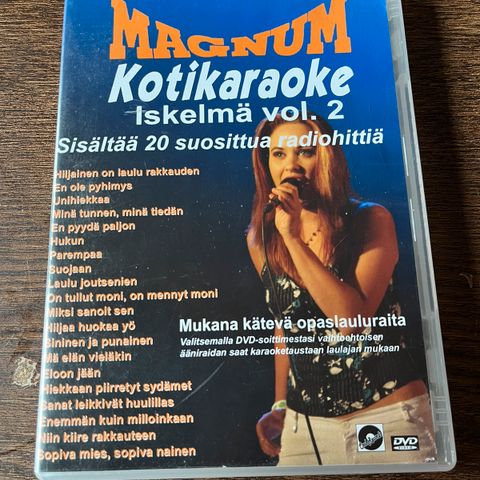 MAGNUM
Kotikaraoke
Iskelmä vol. 2
Sisältää 20 suosittua radiohittiä
Hiljainen on laulu rakkauden
En ole pyhimys
Unihiekkaa
Minä tunnen, minä tiedän
En pyydä paljon
Hukun
Parempaa
Suojaan
Laulu joutsenien
On tullut moni, on mennyt moni
Miksi sanoit sen
Hiljaa huokaa yö
Sininen ja punainen
Mä elän vieläkin
Eloon jään
Hiekkaan piirretyt sydämet
Sanat leikkivät huulillas
Enemmän kuin milloinkaan
Niin kiire rakkauteen
Sopiva mies, sopiva nainen
Mukana kätevä opaslauluraita
Valitsemalla DVD-soittimestasi vaihtoehtoisen
ääniraidan saat karaoketaustaan laulajan mukaan
DVD
VIDEO